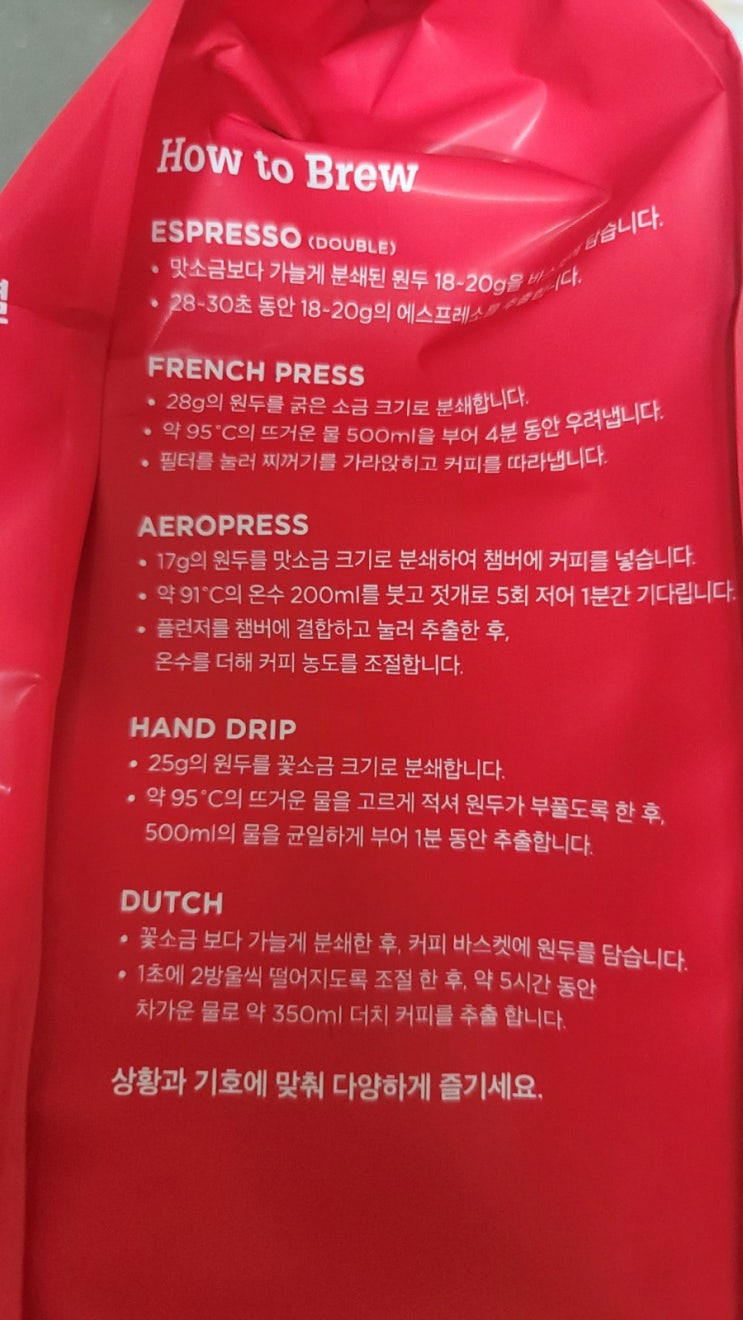 How to Brew
ESPRESSO (DOUBLE)
• 맛소금보다 가늘게 분쇄된 원두 18~20g을 담습니다.
• 28~30초 동안 18~20g의 에스프레소를 추출합니다.
FRENCH PRESS
• 28g의 원두를 굵은 소금 크기로 분쇄합니다.
• 약 95°C의 뜨거운 물 500ml을 부어 4분 동안 우려냅니다.
• 필터를 눌러 찌꺼기를 가라앉히고 커피를 따라냅니다.
AEROPRESS
• 17g의 원두를 맛소금 크기로 분쇄하여 챔버에 커피를 넣습니다.
• 약 91°C의 온수 200ml를 붓고 젓개로 5회 저어 1분간 기다립니다.
• 플런저를 챔버에 결합하고 눌러 추출한 후,
온수를 더해 커피 농도를 조절합니다.
HAND DRIP
• 25g의 원두를 꽃소금 크기로 분쇄합니다.
• 약 95°C의 뜨거운 물을 고르게 적셔 원두가 부풀도록 한 후,
500ml의 물을 균일하게 부어 1분 동안 추출합니다.
DUTCH
• 꽃소금 보다 가늘게 분쇄한 후, 커피 바스켓에 원두를 담습니다.
• 1초에 2방울씩 떨어지도록 조절 한 후, 약 5시간 동안
차가운 물로 약 350ml 더치 커피를 추출 합니다.
상황과 기호에 맞춰 다양하게 즐기세요.